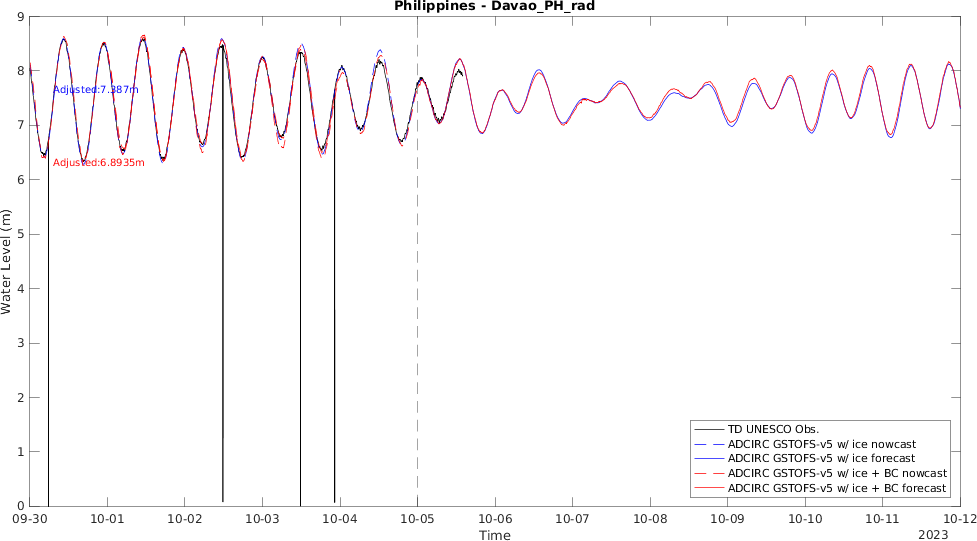 Philippines - Davao_PH_rad
Water Level (m)
9
8
7
6
5
4
3
2
1
0
Adjusted:7.387m
Adjusted:6.8935m
TD UNESCO Obs.
ADCIRC GSTOFS-v5 w/ ice nowcast
ADCIRC GSTOFS-v5 w/ ice forecast
ADCIRC GSTOFS-v5 w/ ice + BC nowcast
ADCIRC GSTOFS-v5 w/ ice + BC forecast
09-30 10-01 10-02 10-03 10-04 10-05 10-06 10-07 10-08 10-09 10-10 10-11 10-12
Time
2023